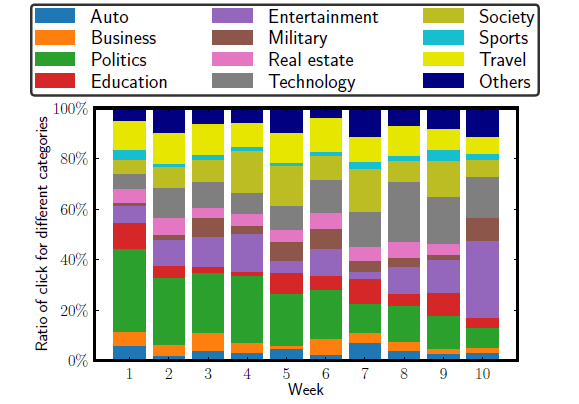 Auto Entertainment Society
Business Military Sports
Politics Real estate Travel
Education Technology Others
100%
80%
60%
40%
20%
0%
Ratio of click for different categories
1 2 3 4 5 6 7 8 9 10
Week